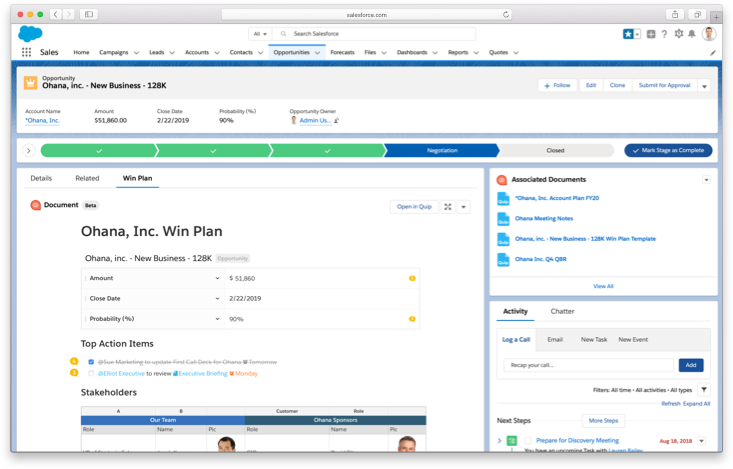 salesforce.com
All
Search Salesforce
Sales Home Campaigns Leads Accounts Contacts Opportunities Forecasts Files Dashboards Reports Quotes
Opportunity
Ohana, inc. - New Business - 128K
Follow Edit Clone Submit for Approval
Account Name Amount Close Date Probability (%) Opportunity Owner
*Ohana, Inc. $51,860.00 2/22/2019 90% Admin Us...
Negotiation Closed Mark Stage as Complete
Details Related Win Plan
Document Beta Open in Quip
Ohana, Inc. Win Plan
Ohana, inc. - New Business - 128K Opportunity
Amount $ 51,860
Close Date 2/22/2019
Probability (%) 90%
Top Action Items
4 @Sue Marketing to update First Call Deck for Ohana Tomorrow
@Elliot Executive to review Executive Briefing Monday
Stakeholders
A B Customer Role
Our Team Ohana Sponsors
Role Name Pic Role Name Pic
Associated Documents
*Ohana, Inc. Account Plan FY20
Ohana Meeting Notes
Ohana, inc. - New Business - 128K Win Plan Template
Ohana Inc. Q4 QBR
View All
Activity Chatter
Log a Call Email New Task New Event
Recap your call... Add
Filters: All time • All activities • All types
Refresh Expand All
Next Steps More Steps
Prepare for Discovery Meeting Aug 18, 2018
You have an upcoming Task with Lauren Bailey